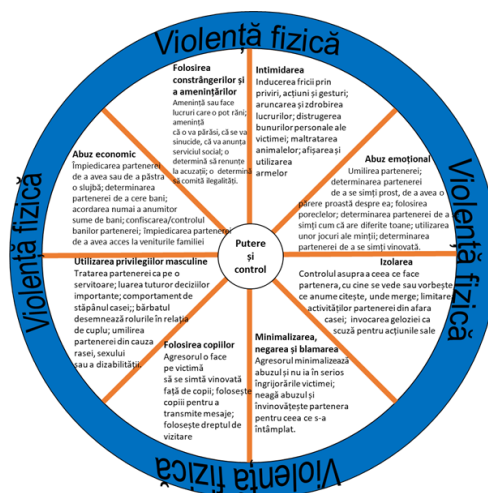 Violență fizică
Folosirea
constrângerilor și
a amenințărilor
Amenință sau face
lucruri care o pot răni;
amenință
că o va părăsi, că se va
sinucide, că va anunța
serviciul social; o
determină să renunțe
la acuzații; o determină
să comită ilegalități.
Intimidarea
Inducerea fricii prin
priviri, acțiuni și gesturi;
aruncarea și zdrobirea
lucrurilor; distrugerea
bunurilor personale ale
victimei; maltratarea
animalelor; afișarea și
utilizarea
armelor
Abuz emoțional
Umilirea partenerei;
determinarea partenerei
de a se simți prost, de a avea o
părere proastă despre ea; folosirea
poreclelor; determinarea partenerei de a
simți cum că are diferite toane; utilizarea
unor jocuri ale minții; determinarea
partenerei de a se simți vinovată.
Violență fizică
Izolarea
Controlul asupra a ceea ce face
partenera, cu cine se vede sau vorbește
ce anume citește, unde merge; limitarea
activităților partenerei din afara
casei; invocarea geloziei ca
scuză pentru acțiunile sale
Minimalizarea,
negarea și blamarea
Agresorul minimalizează
abuzul și nu ia în serios
îngrijorările victimei;
neagă abuzul și
învinovățește partenera
pentru ceea ce s-a
întâmplat.
Violență fizică
Folosirea copiilor
Agresorul o face
pe victimă
să se simtă vinovată
față de copii; folosește
copiii pentru a
transmite mesaje;
folosește dreptul de
vizitare
Utilizarea privilegiilor masculine
Tratarea partenerei ca pe o
servitoare; luarea tuturor deciziilor
importante; comportament de
stăpânul casei;; bărbatul
desemnează rolurile în relația
de cuplu; umilirea
partenerei din cauza
rasei, sexului
sau a dizabilității.
Violență fizică
Abuz economic
Împiedicarea partenerei
de a avea sau de a păstra
o slujbă; determinarea
partenerei de a cere bani;
acordarea numai a anumitor
sume de bani; confiscarea/controlul
banilor partenerei; împiedicarea partenerei
de a avea acces la veniturile familiei
Putere
și
control